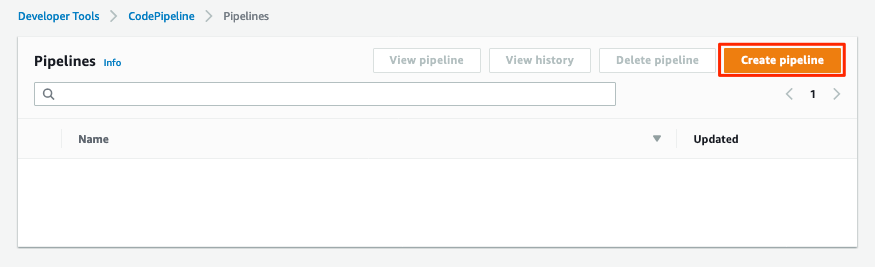 Developer Tools > CodePipeline > Pipelines
Pipelines Info View pipeline View history Delete pipeline Create pipeline
< 1 >
Name Updated